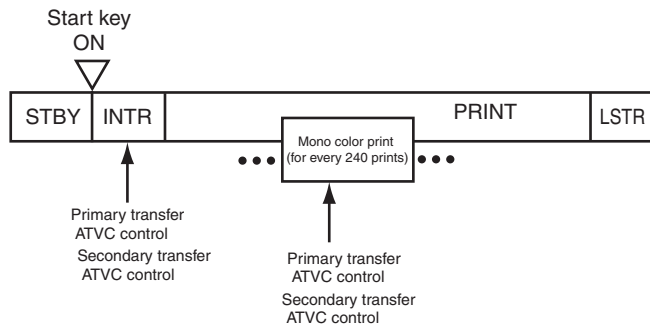 Start key
ON
STBY
INTR
PRINT
LSTR
Mono color print
(for every 240 prints)
Primary transfer
ATVC control
Secondary transfer
ATVC control
Primary transfer
ATVC control
Secondary transfer
ATVC control